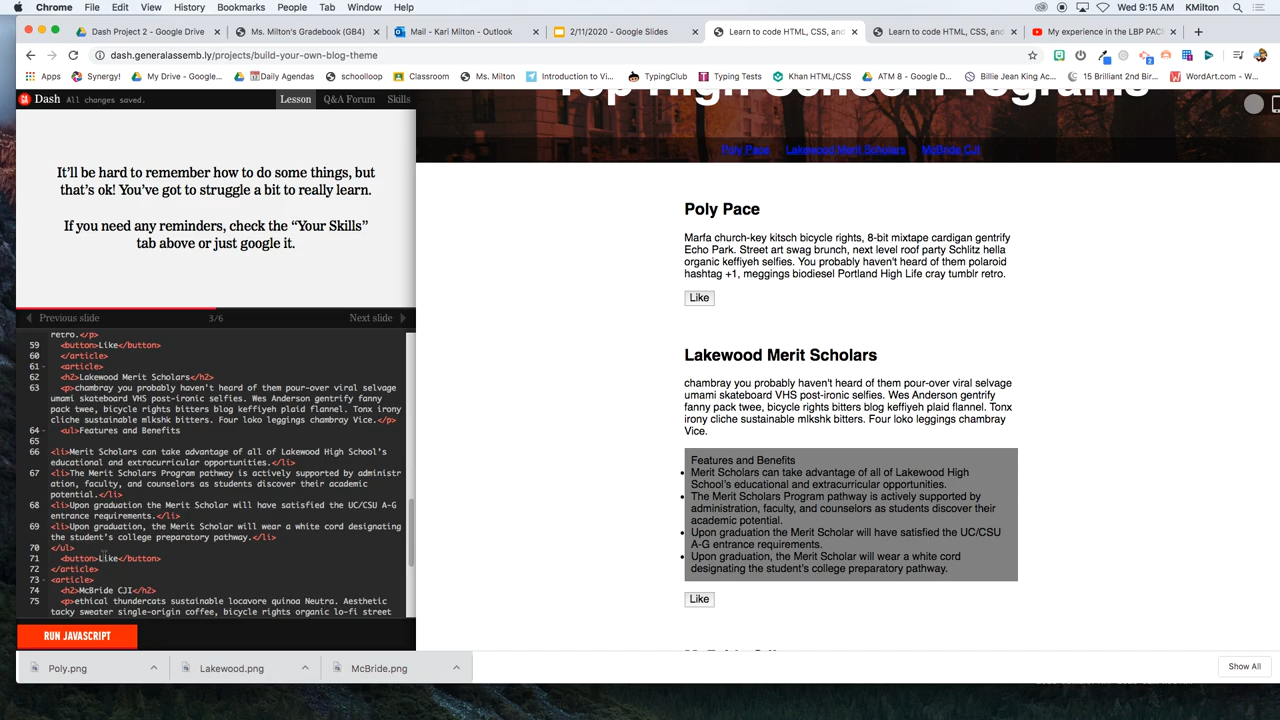 Chrome File Edit View History Bookmarks People Tab Window Help Wed 9:15 AM KMilton
Dash Project 2 - Google Drive Ms. Milton's Gradebook (GB4) Mail - Kari Milton - Outlook 2/11/2020 - Google Slides Learn to code HTML, CSS, and Learn to code HTML, CSS, and My experience in the LBP PAC
dash.generalassemb.ly/projects/build-your-own-blog-theme
Apps Synergy! My Drive - Google... Daily Agendas schoolloop Classroom Ms. Milton Introduction to Vi... TypingClub Typing Tests Khan HTML/CSS ATM 8 - Google D... Billie Jean King Ac... 15 Brilliant 2nd Bir... WordArt.com - W...
Dash All changes saved. Lesson Q&A Forum Skills
It'll be hard to remember how to do some things, but
that's ok! You've got to struggle a bit to really learn.
If you need any reminders, check the “Your Skills”
tab above or just google it.
Previous slide 3/6 Next slide
retro.</p>
59 <button>Like</button>
60 </article>
61 <article>
62 <h2>Lakewood Merit Scholars</h2>
63 <p>chambray you probably haven't heard of them pour-over viral selvage
umami skateboard VHS post-ironic selfies. Wes Anderson gentrify fanny
pack twee, bicycle rights bitters blog keffiyeh plaid flannel. Tonx irony
cliche sustainable mlkshk bitters. Four loko leggings chambray Vice.</p>
64 <ul>Features and Benefits
65
66 <li>Merit Scholars can take advantage of all of Lakewood High School’s
educational and extracurricular opportunities.</li>
67 <li>The Merit Scholars Program pathway is actively supported by administr
ation, faculty, and counselors as students discover their academic
potential.</li>
68 <li>Upon graduation the Merit Scholar will have satisfied the UC/CSU A-G
entrance requirements.</li>
69 <li>Upon graduation, the Merit Scholar will wear a white cord designating
the student’s college preparatory pathway.</li>
70 </ul>
71 <button>Like</button>
72 </article>
73 <article>
74 <h2>McBride CJI</h2>
75 <p>ethical thundercats sustainable locavore quinoa Neutra. Aesthetic
tacky sweater single-origin coffee, bicycle rights organic lo-fi street
RUN JAVASCRIPT
Top High School Programs
Poly Pace Lakewood Merit Scholars McBride CJI
Poly Pace
Marfa church-key kitsch bicycle rights, 8-bit mixtape cardigan gentrify
Echo Park. Street art swag brunch, next level roof party Schlitz hella
organic keffiyeh selfies. You probably haven't heard of them polaroid
hashtag +1, meggings biodiesel Portland High Life cray tumblr retro.
Like
Lakewood Merit Scholars
chambray you probably haven't heard of them pour-over viral selvage
umami skateboard VHS post-ironic selfies. Wes Anderson gentrify
fanny pack twee, bicycle rights bitters blog keffiyeh plaid flannel. Tonx
irony cliche sustainable mlkshk bitters. Four loko leggings chambray
Vice.
Features and Benefits
Merit Scholars can take advantage of all of Lakewood High
School’s educational and extracurricular opportunities.
The Merit Scholars Program pathway is actively supported by
administration, faculty, and counselors as students discover their
academic potential.
Upon graduation the Merit Scholar will have satisfied the UC/CSU
A-G entrance requirements.
Upon graduation, the Merit Scholar will wear a white cord
designating the student’s college preparatory pathway.
Like
Poly.png Lakewood.png McBride.png Show All